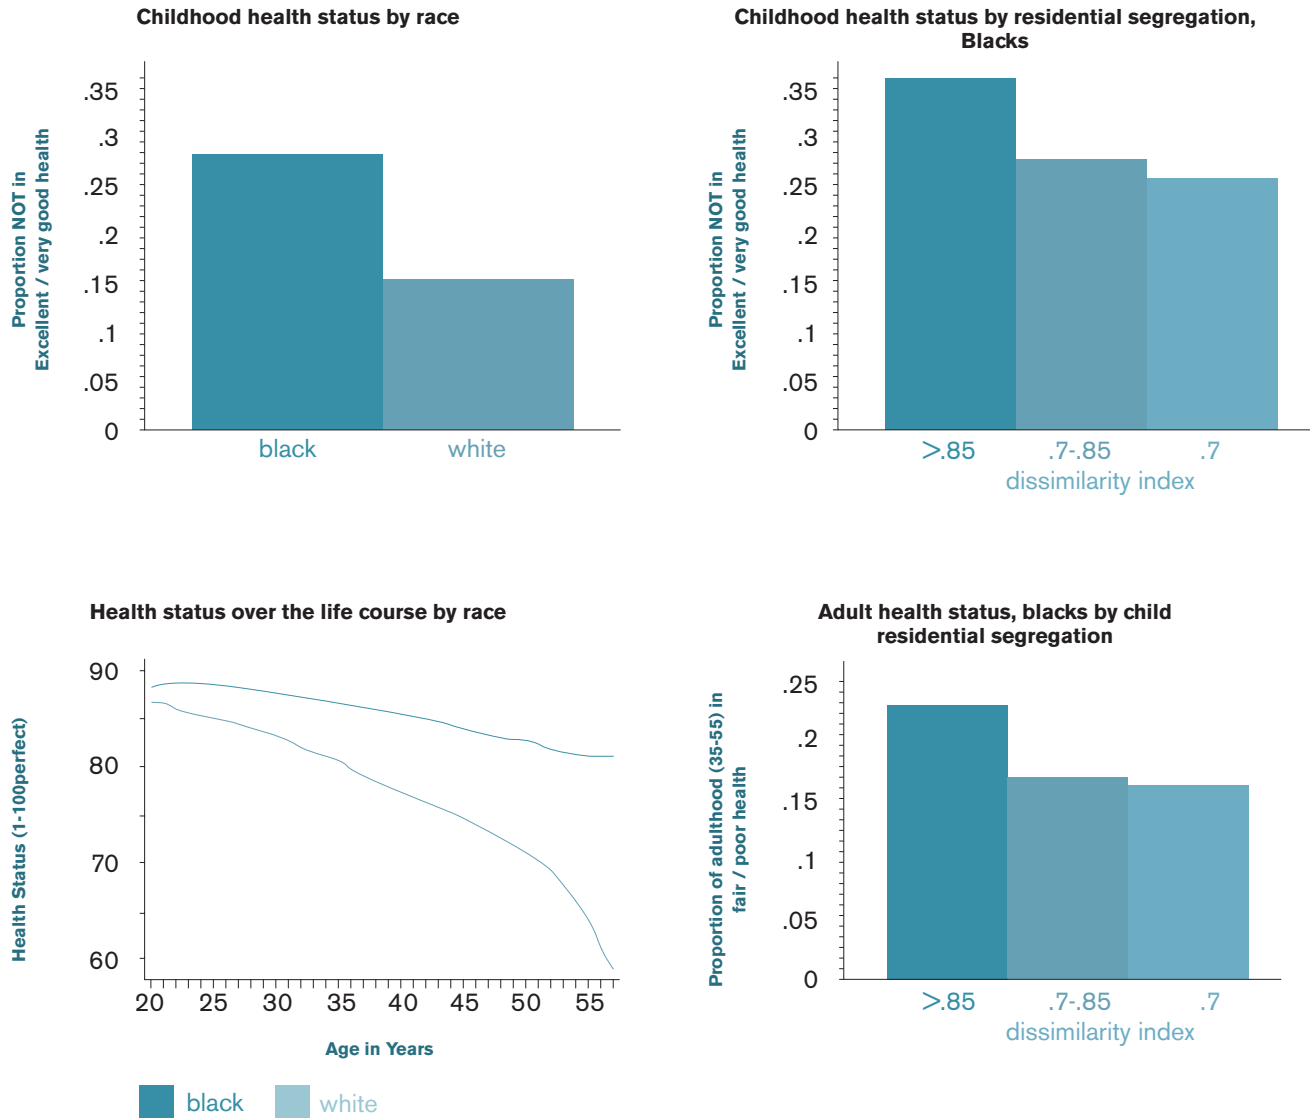 Childhood health status by race
Proportion NOT in
Excellent / very good health
.35
.3
.25
.2
.15
.1
.05
0
black
white
Childhood health status by residential segregation,
Blacks
Proportion NOT in
Excellent / very good health
.35
.3
.25
.2
.15
.1
.05
0
>.85
.7-.85
.7
dissimilarity index
Health status over the life course by race
Health Status (1-100perfect)
90
80
70
60
20
25
30
35
40
45
50
55
Age in Years
black
white
Adult health status, blacks by child
residential segregation
Proportion of adulthood (35-55) in
fair / poor health
.25
.2
.15
.1
.05
0
>.85
.7-.85
.7
dissimilarity index